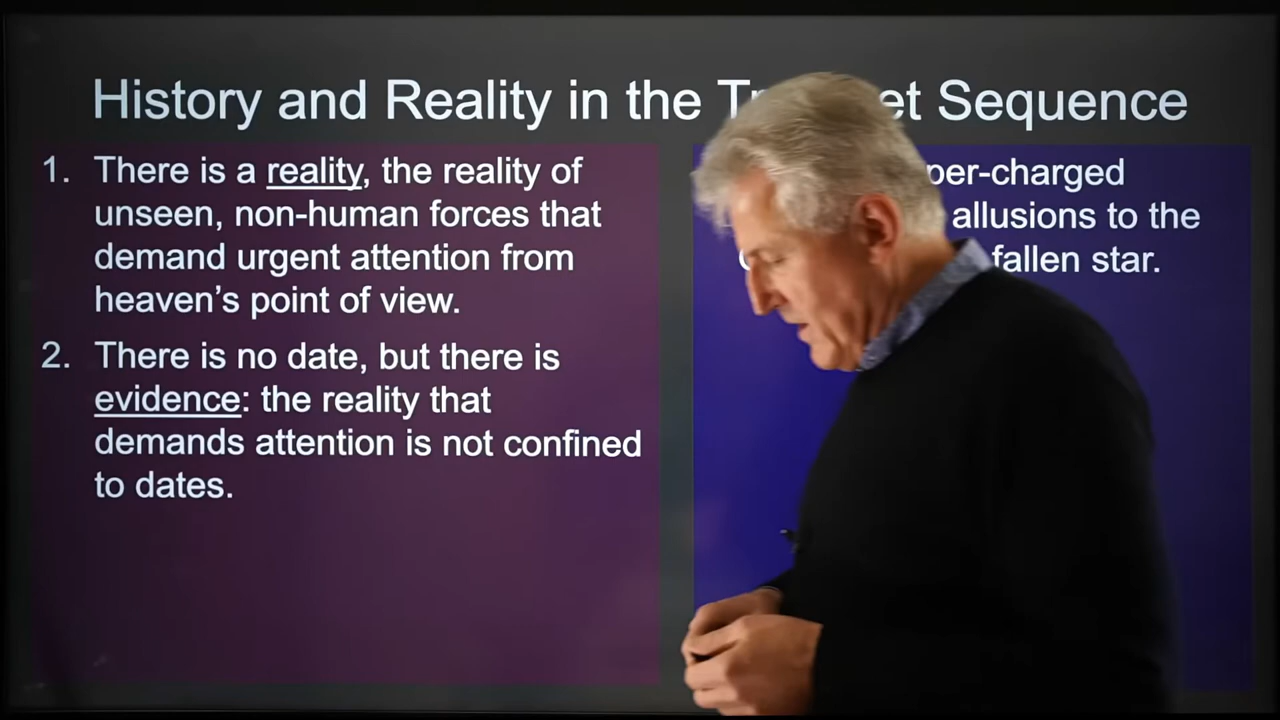 History and Reality in the Sequence
1. There is a reality, the reality of
unseen, non-human forces that
demand urgent attention from
heaven’s point of view.
2. There is no date, but there is
evidence: the reality that
demands attention is not confined
to dates.
per-charged
allusions to the
fallen star.